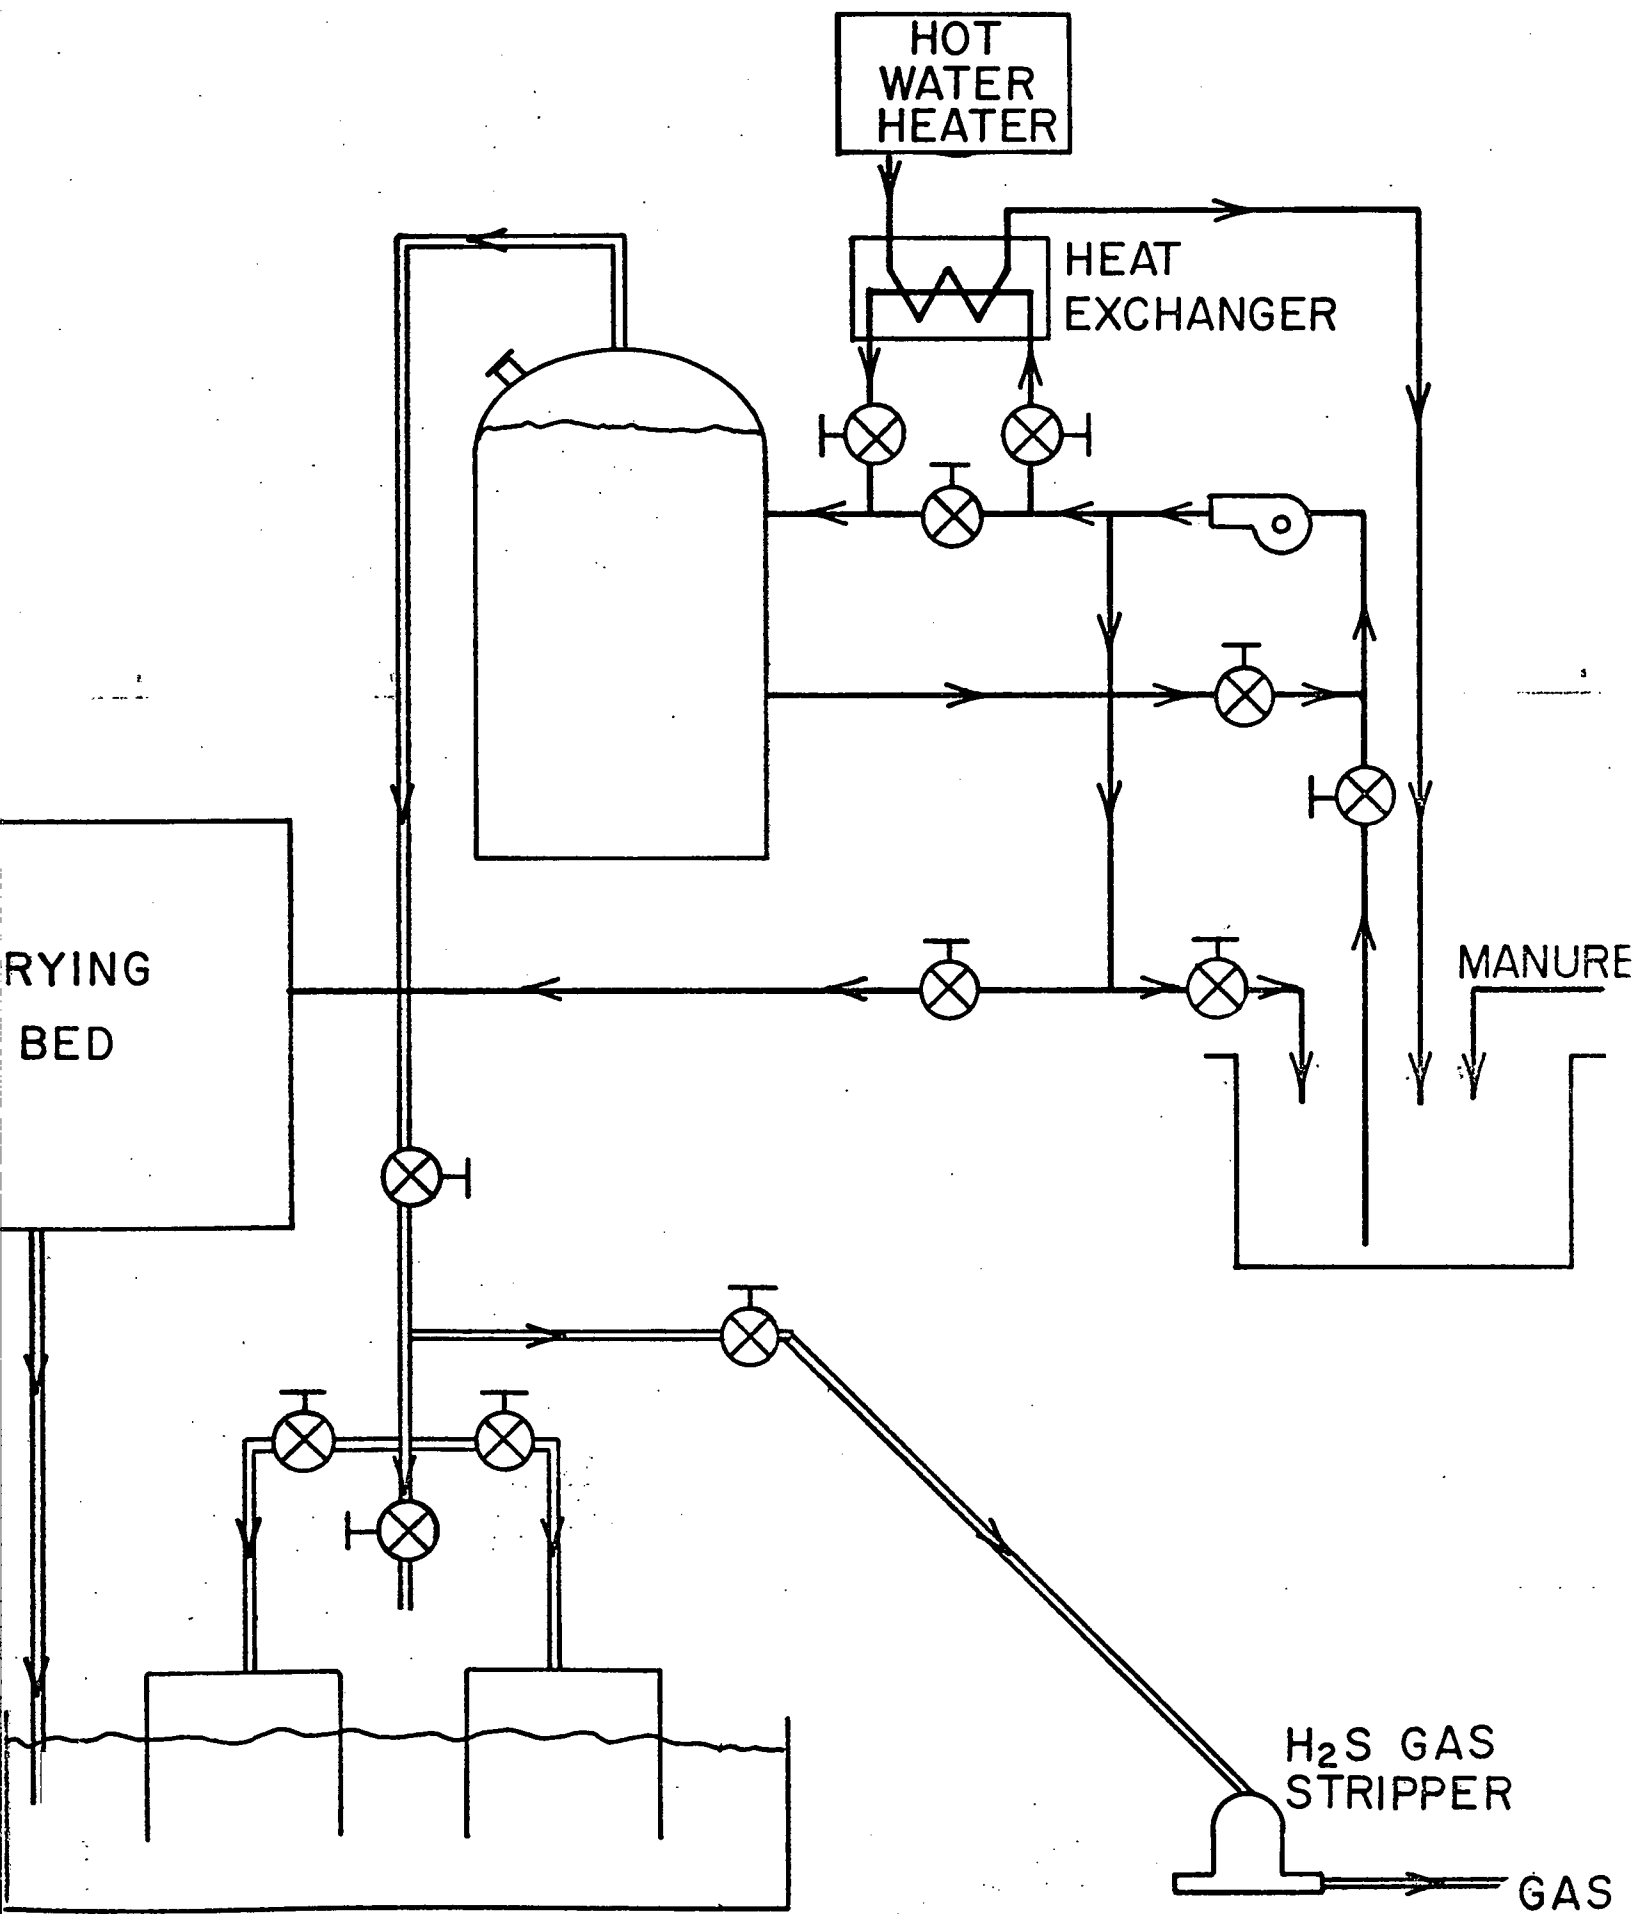 HOT
WATER
HEATER
HEAT
EXCHANGER
RYING
BED
MANURE
H₂S GAS
STRIPPER
GAS